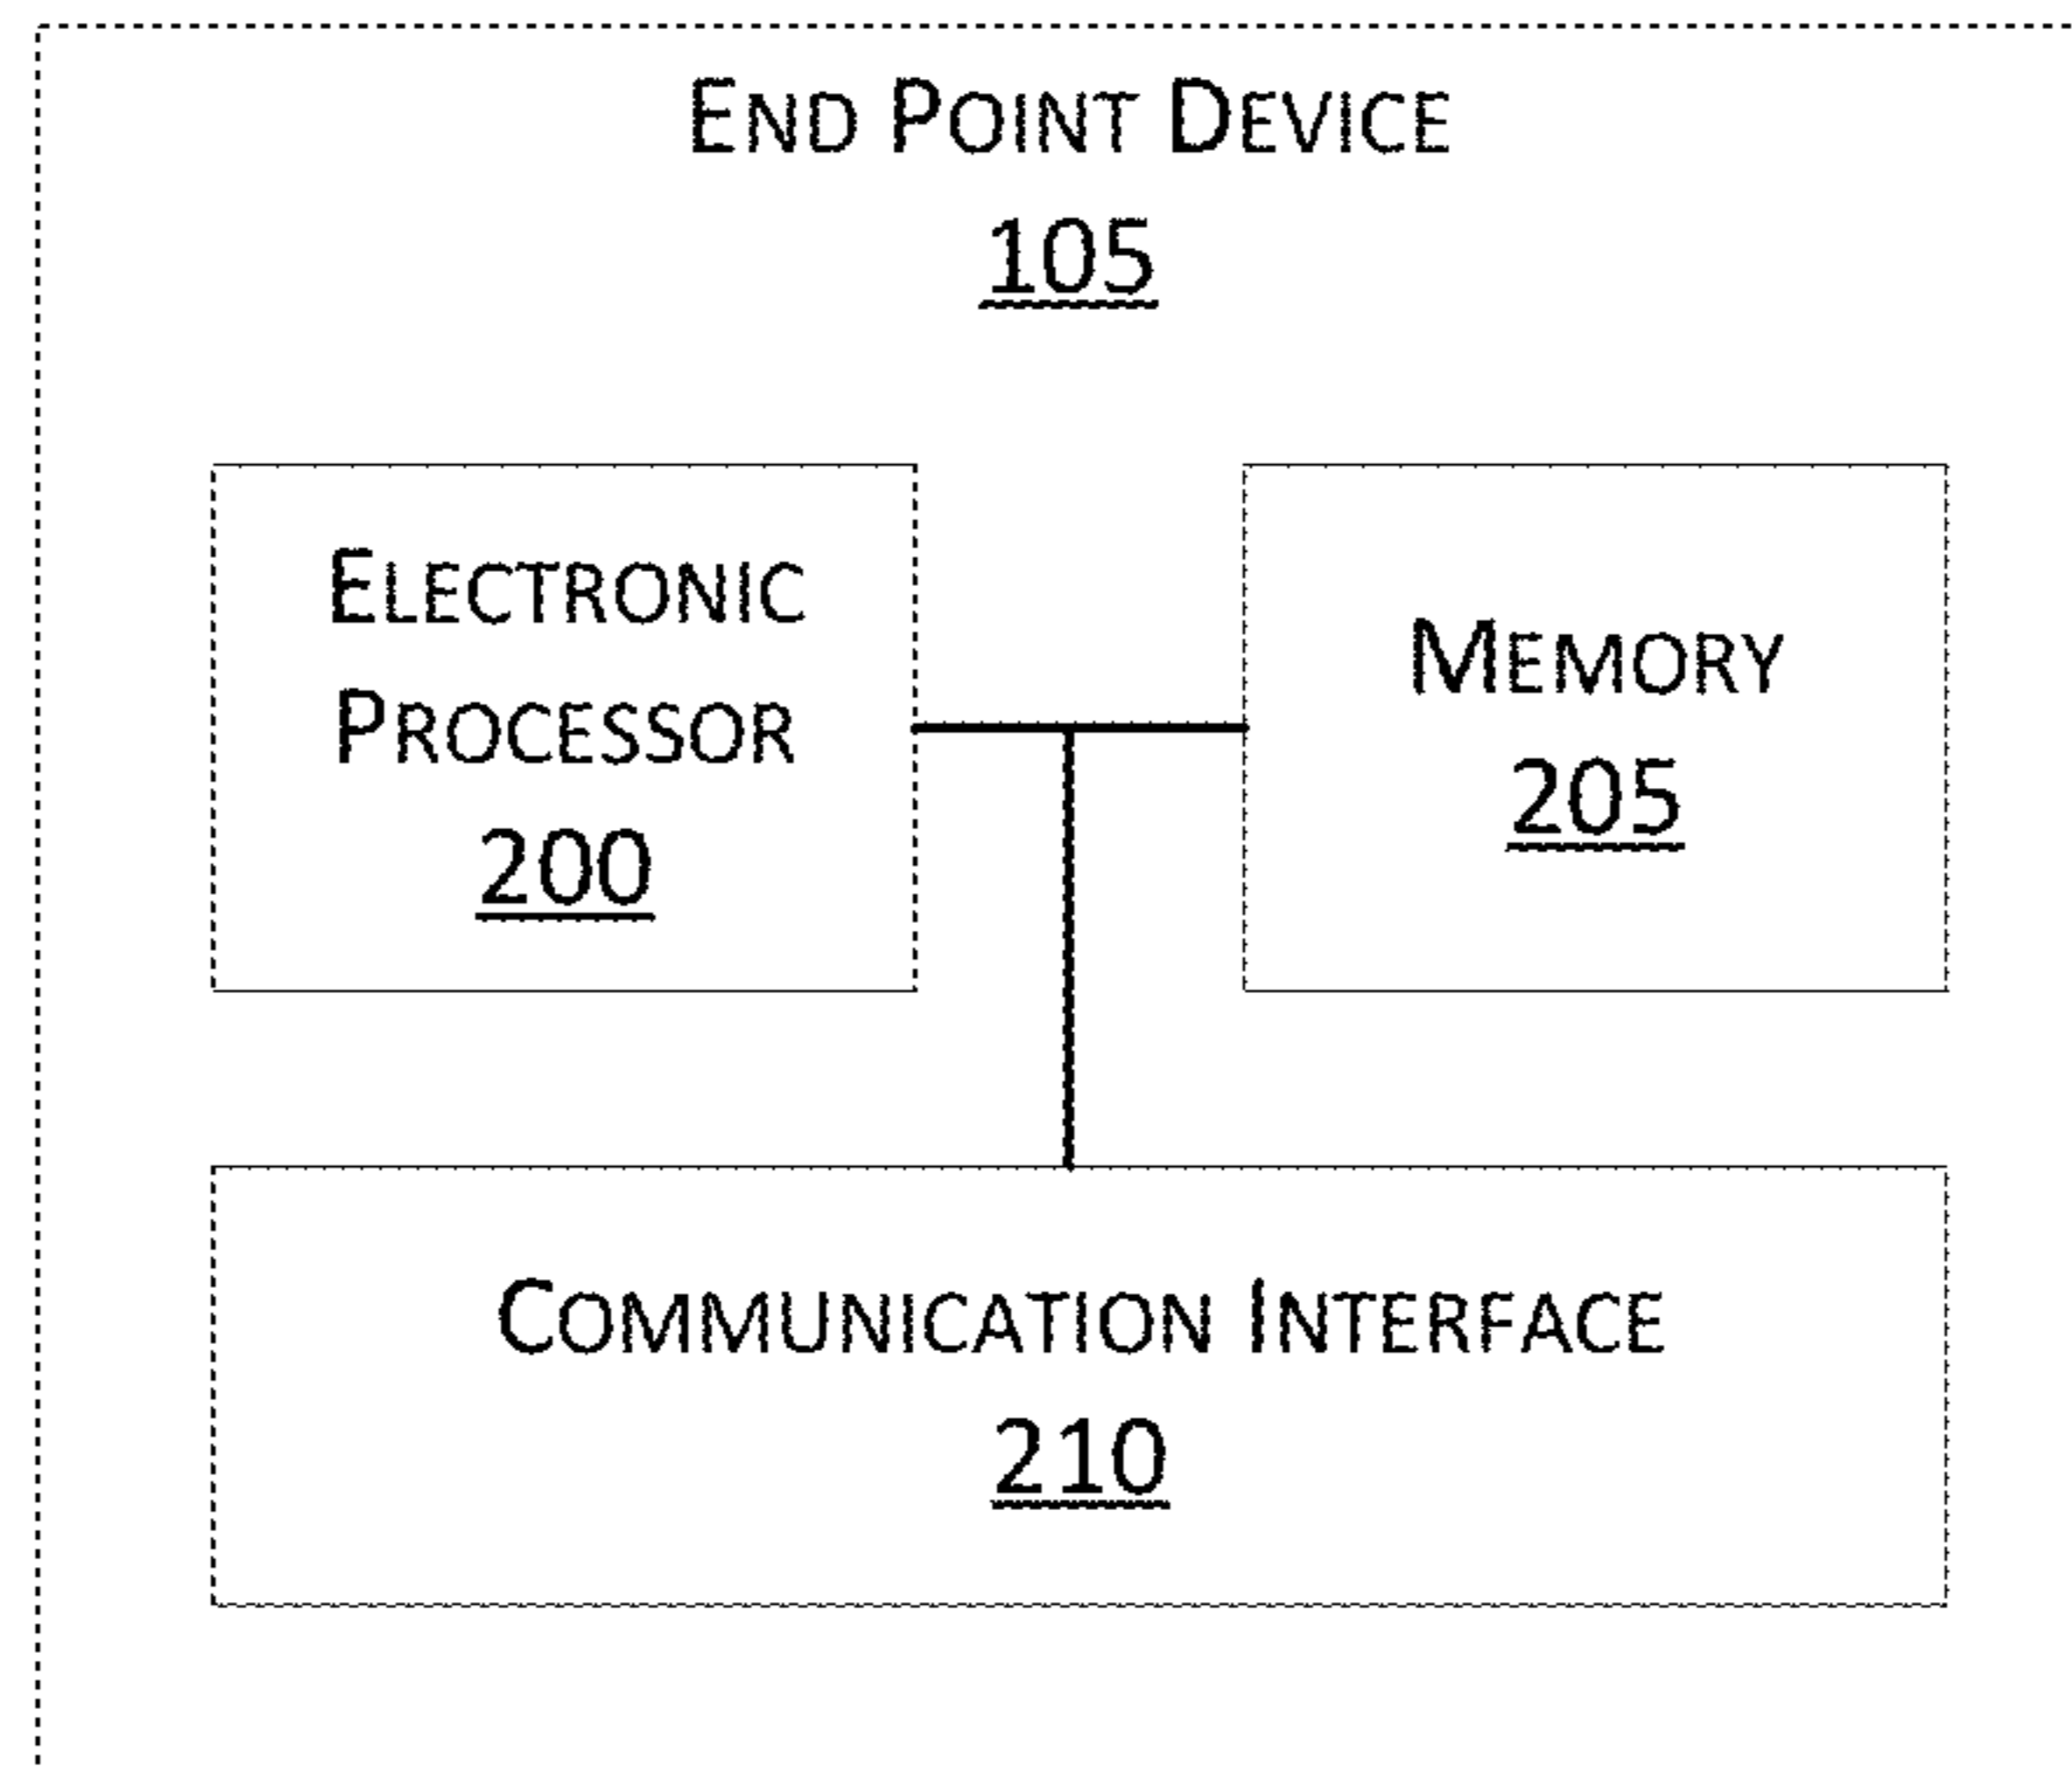 END POINT DEVICE
105
ELECTRONIC
PROCESSOR
200
MEMORY
205
COMMUNICATION INTERFACE
210